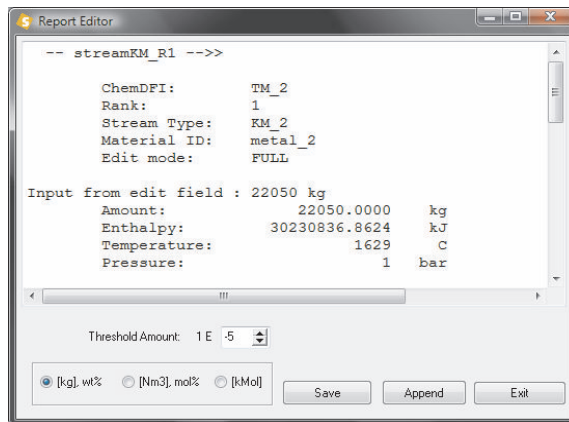 Report Editor
-- streamKM_R1 -->>
ChemDFI: TM_2
Rank: 1
Stream Type: KM_2
Material ID: metal_2
Edit mode: FULL
Input from edit field : 22050 kg
Amount: 22050.0000 kg
Enthalpy: 30230836.8624 kJ
Temperature: 1629 C
Pressure: 1 bar
Threshold Amount: 1 E -5
[kg], wt% [Nm3], mol% [kMol]
Save Append Exit